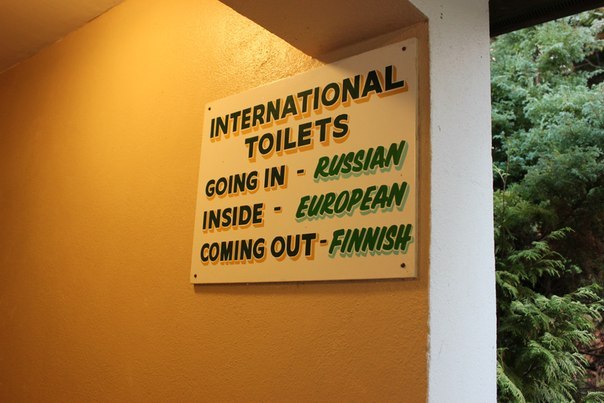 INTERNATIONAL
TOILETS
GOING IN - RUSSIAN
INSIDE - EUROPEAN
COMING OUT - FINNISH